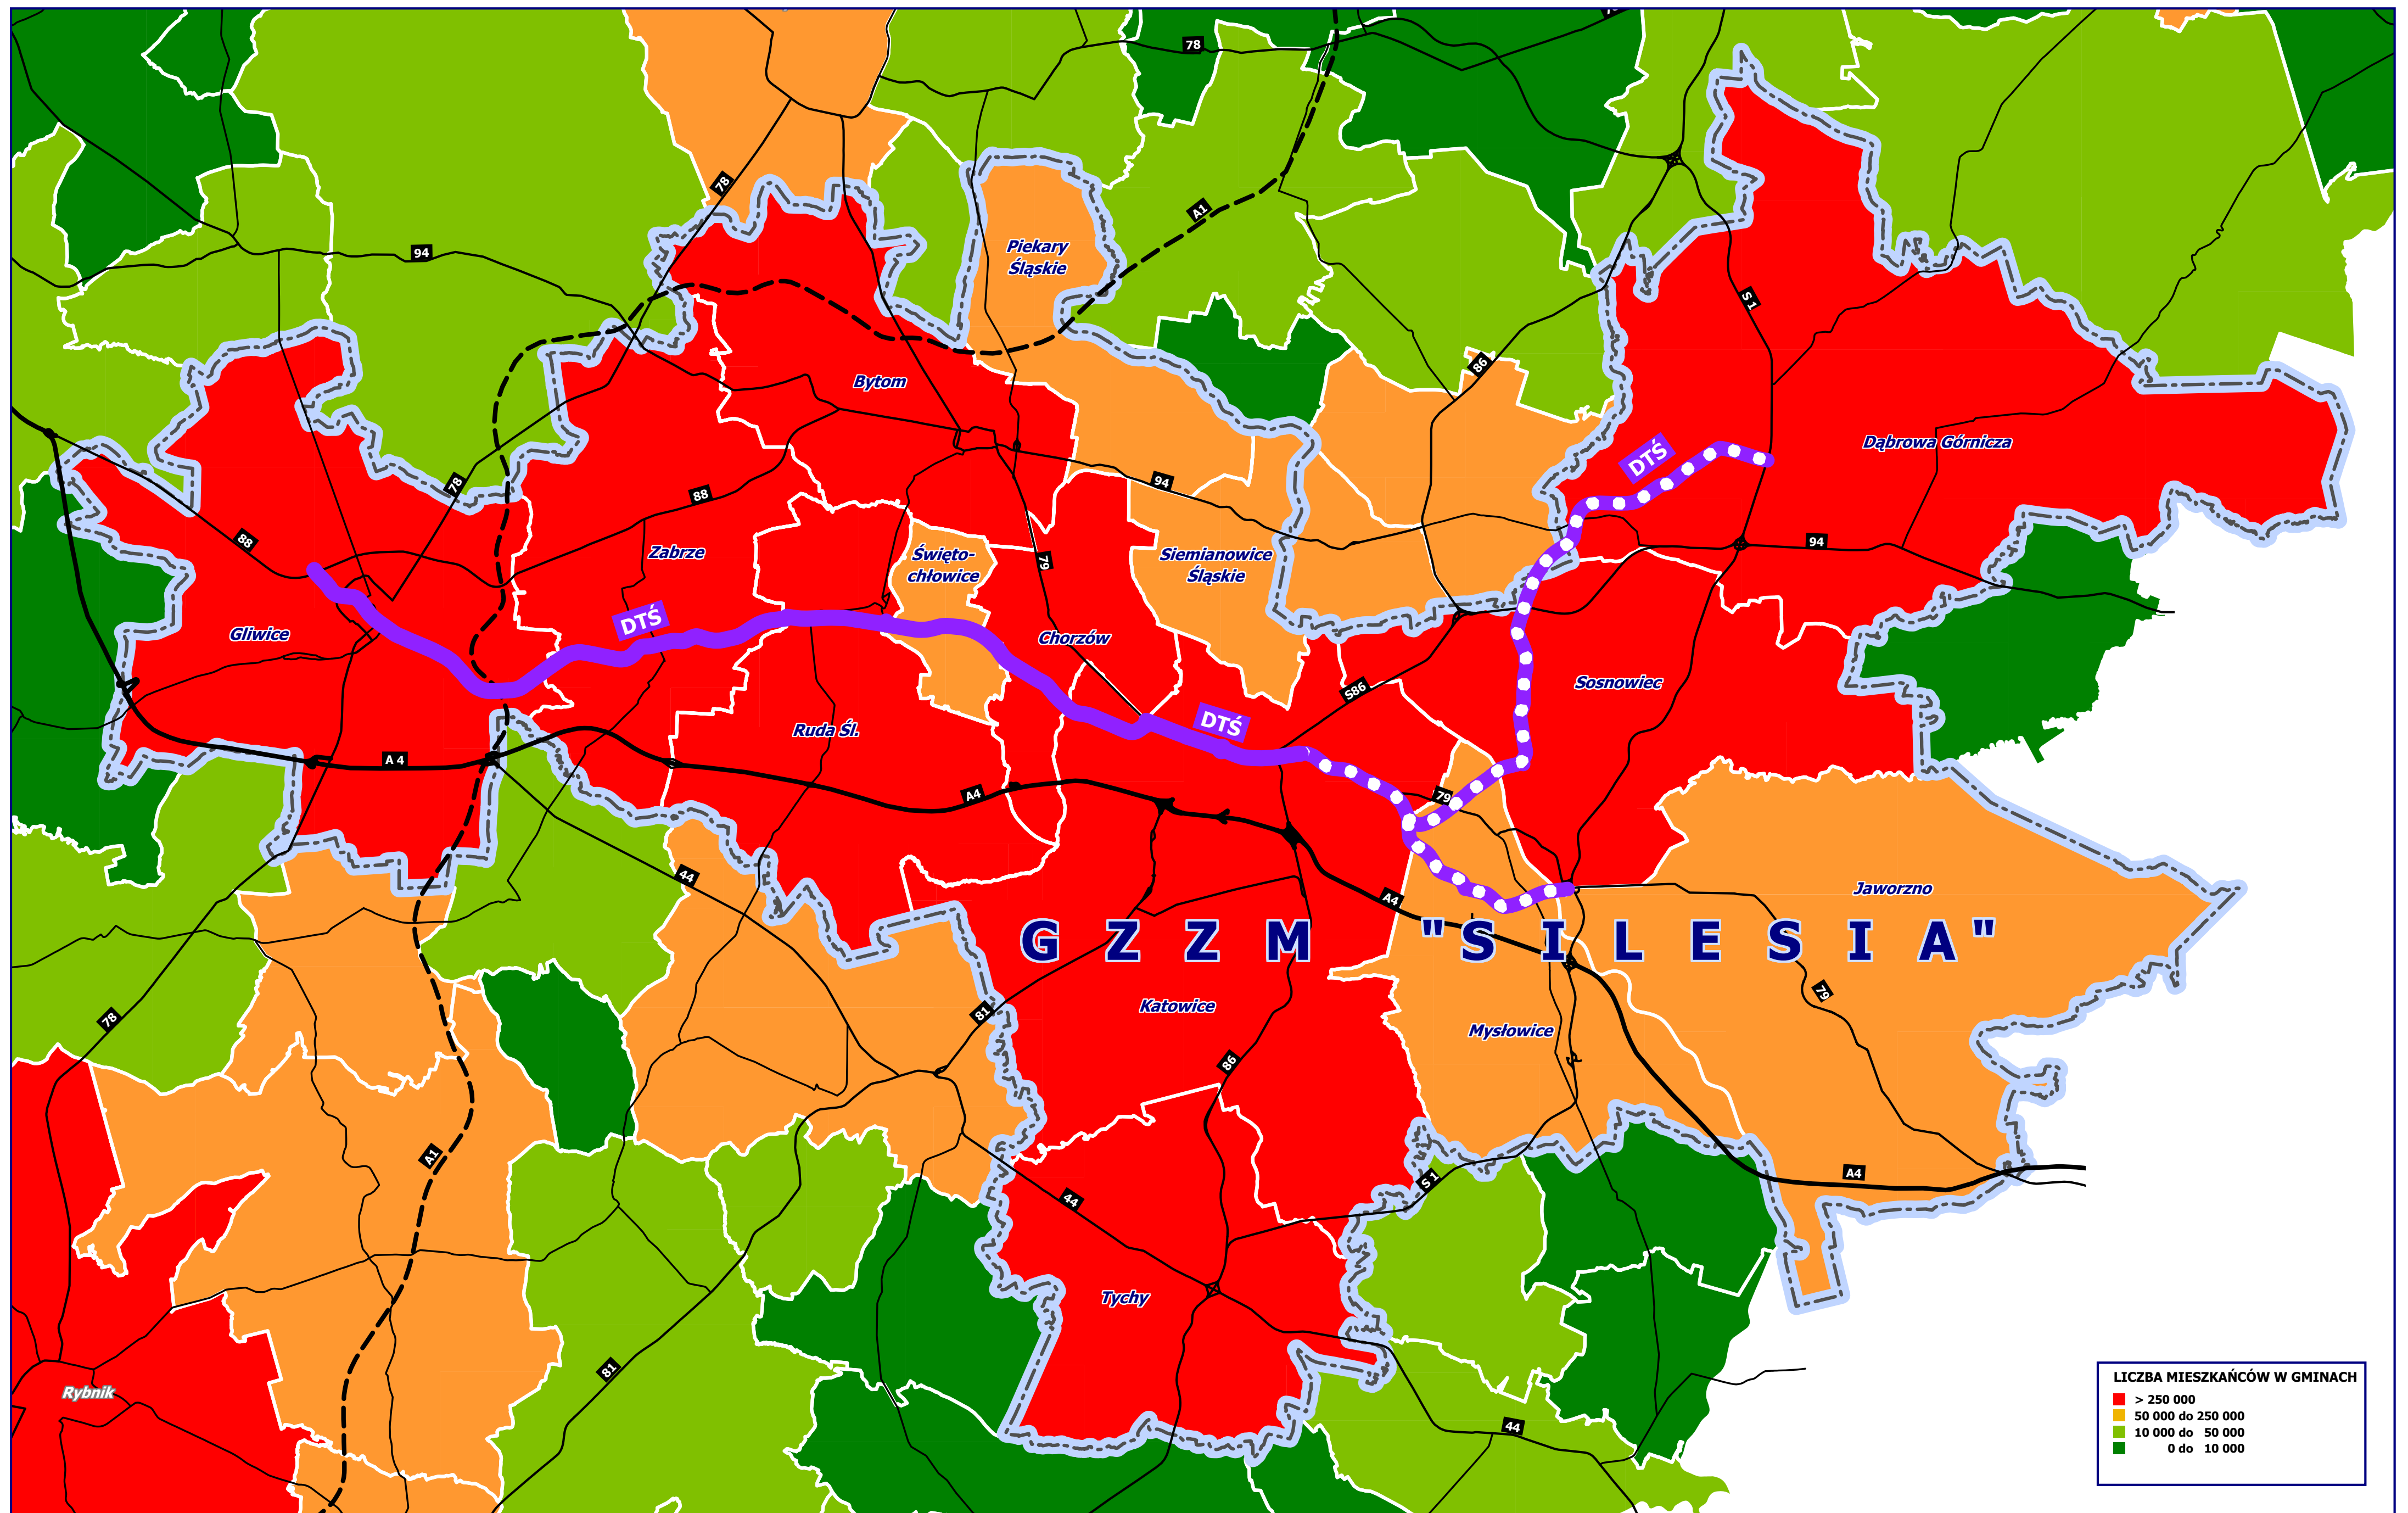 78
78
A1
Piekary
Śląskie
94
S 1
86
Bytom
DTŚ
Dąbrowa Górnicza
78
94
88
88
94
Zabrze
Święto-
chłowice
79
Siemianowice
Śląskie
DTŚ
Gliwice
Chorzów
Sosnowiec
S86
DTŚ
Ruda Śl.
A 4
A4
79
44
A4
Jaworzno
G Z Z M "S I L E S I A"
78
81
Katowice
79
Mysłowice
86
A1
A4
S 1
44
Tychy
81
Rybnik
44
LICZBA MIESZKAŃCÓW W GMINACH
> 250 000
50 000 do 250 000
10 000 do 50 000
0 do 10 000